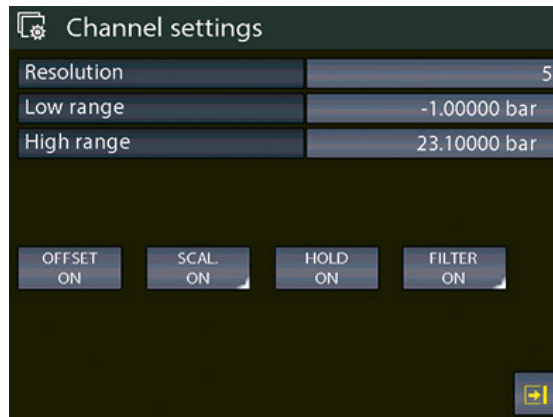 Channel settings
Resolution 5
Low range -1.00000 bar
High range 23.10000 bar
OFFSET SCAL. HOLD FILTER
ON ON ON ON